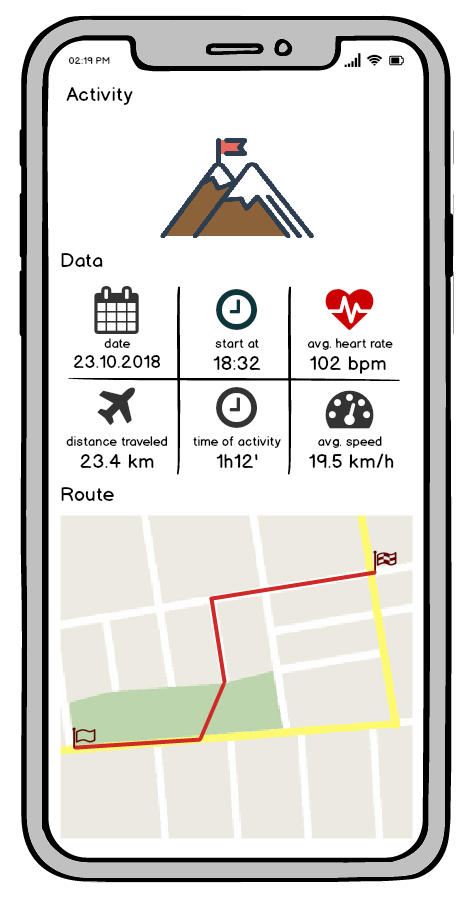 02:19 PM
Activity
Data
date
23.10.2018
start at
18:32
avg. heart rate
102 bpm
distance traveled
23.4 km
time of activity
1h12'
avg. speed
19.5 km/h
Route